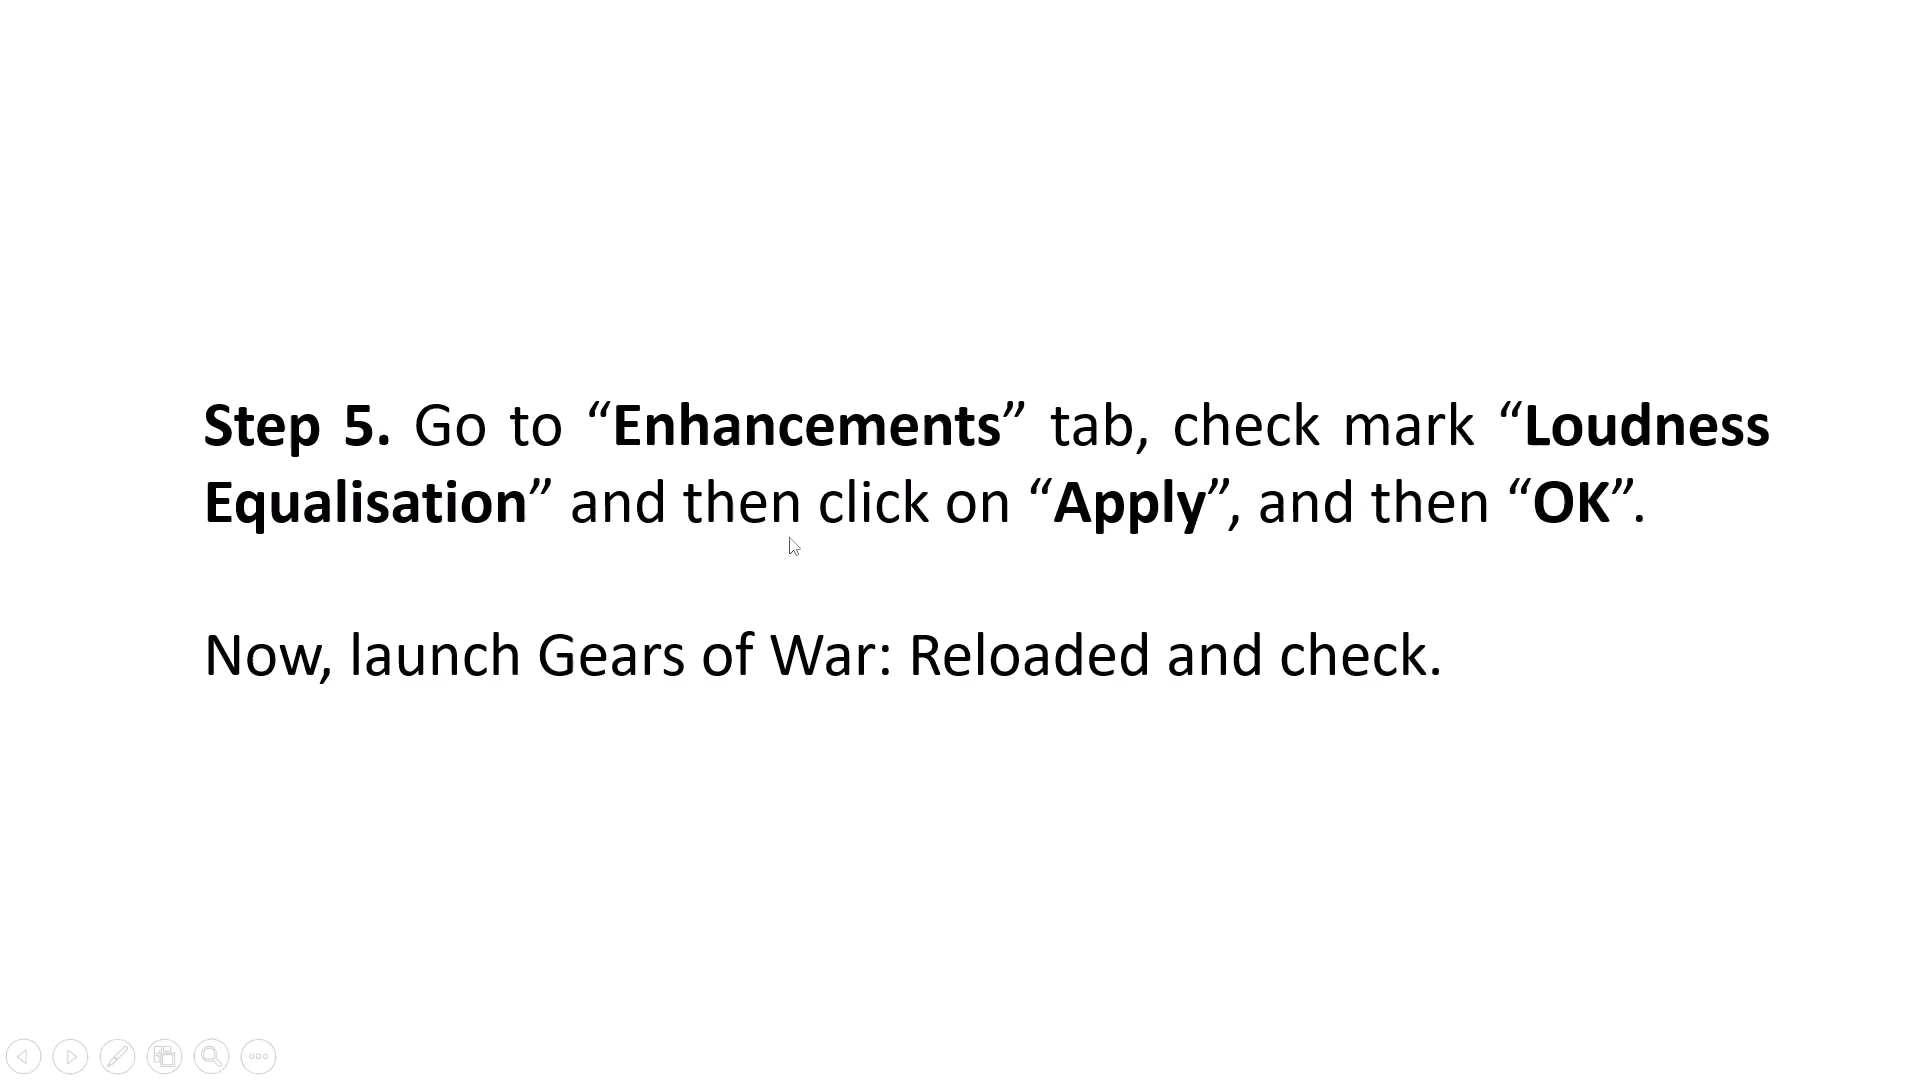 Step 5. Go to “Enhancements” tab, check mark “Loudness
Equalisation” and then click on “Apply”, and then “OK”.
Now, launch Gears of War: Reloaded and check.